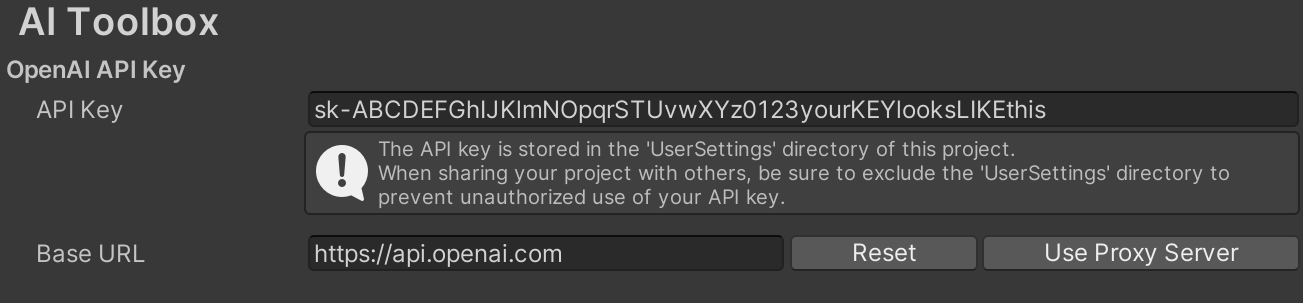 AI Toolbox
OpenAI API Key
API Key
sk-ABCDEFGhIJKlmNOpqrSTUvwXYz0123yourKEYlooksLIKEthis
The API key is stored in the 'UserSettings' directory of this project.
When sharing your project with others, be sure to exclude the 'UserSettings' directory to
prevent unauthorized use of your API key.
Base URL
https://api.openai.com
Reset
Use Proxy Server